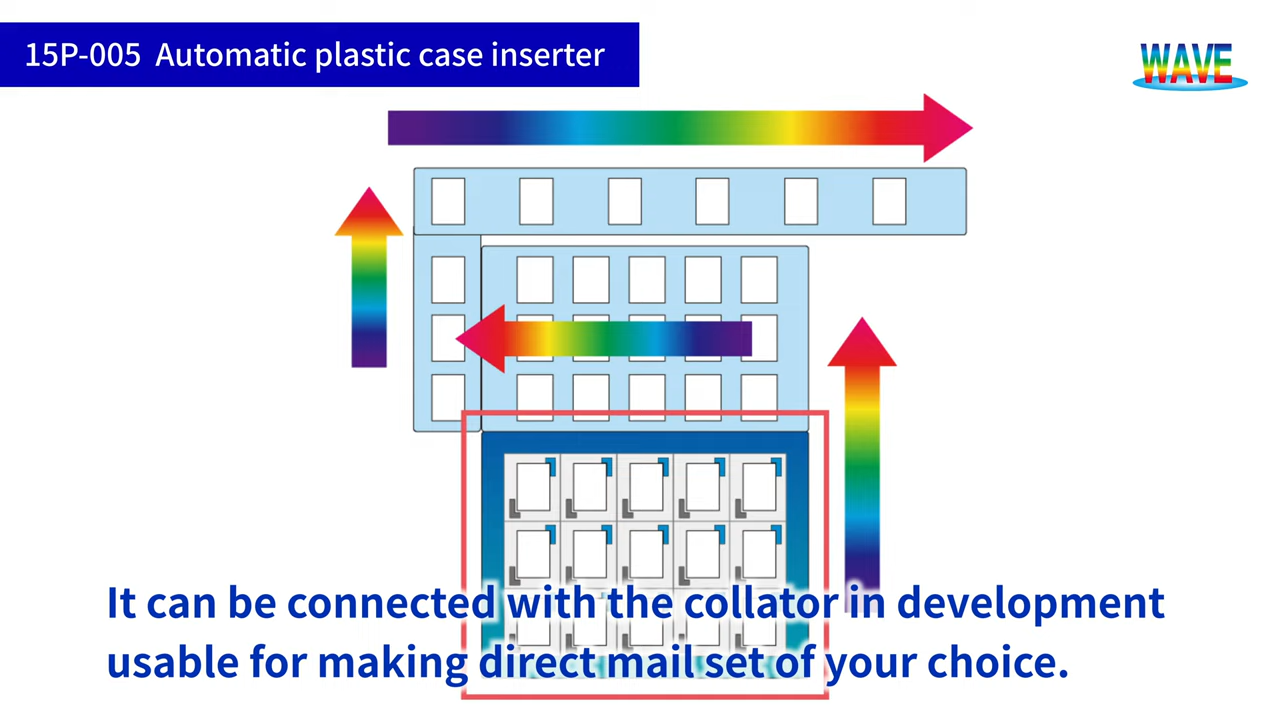 15P-005 Automatic plastic case inserter
WAVE
It can be connected with the collator in development
usable for making direct mail set of your choice.